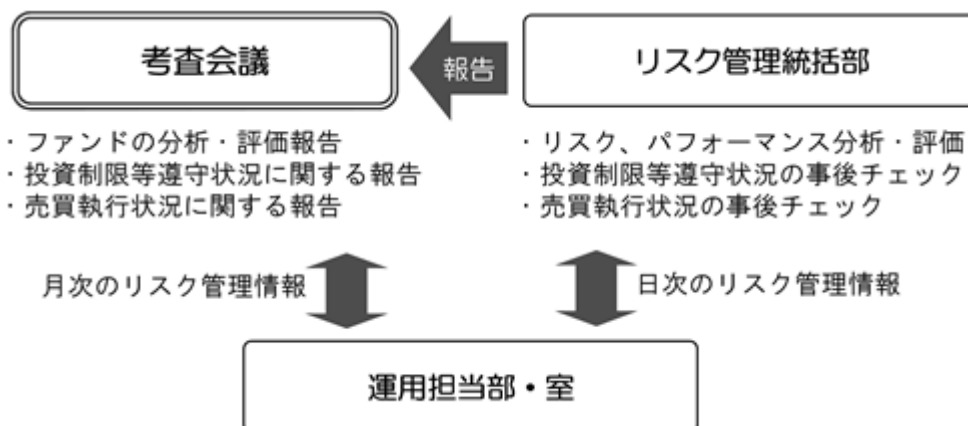 考査会議
報告
リスク管理統括部
・ファンドの分析・評価報告
・投資制限等遵守状況に関する報告
・売買執行状況に関する報告
・リスク、パフォーマンス分析・評価
・投資制限等遵守状況の事後チェック
・売買執行状況の事後チェック
月次のリスク管理情報
日次のリスク管理情報
運用担当部・室